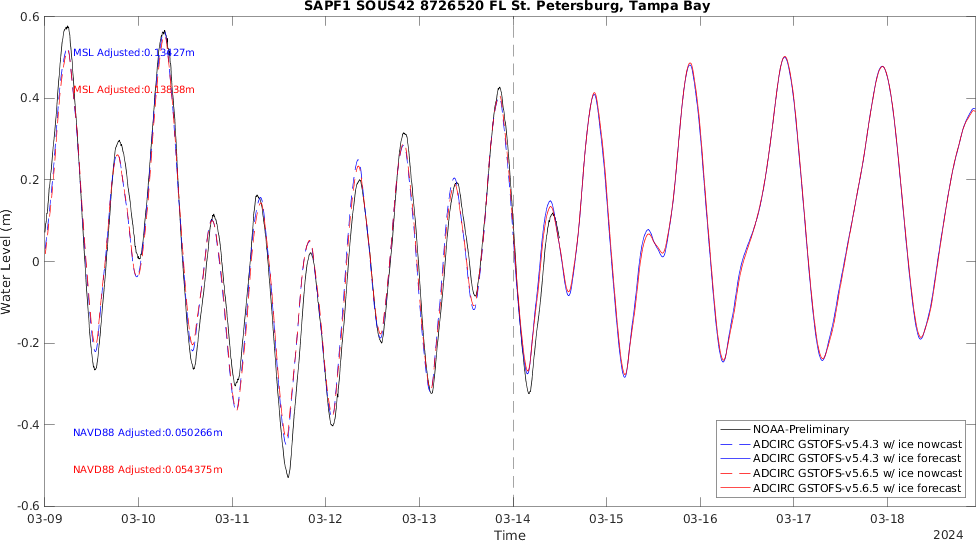 SAPF1 SOUS42 8726520 FL St. Petersburg, Tampa Bay
0.6
0.4
0.2
0
-0.2
-0.4
-0.6
Water Level (m)
MSL Adjusted:0.13427m
MSL Adjusted:0.13838m
NAVD88 Adjusted:0.050266m
NAVD88 Adjusted:0.054375m
NOAA-Preliminary
ADCIRC GSTOFS-v5.4.3 w/ ice nowcast
ADCIRC GSTOFS-v5.4.3 w/ ice forecast
ADCIRC GSTOFS-v5.6.5 w/ ice nowcast
ADCIRC GSTOFS-v5.6.5 w/ ice forecast
03-09 03-10 03-11 03-12 03-13 03-14 03-15 03-16 03-17 03-18
Time
2024